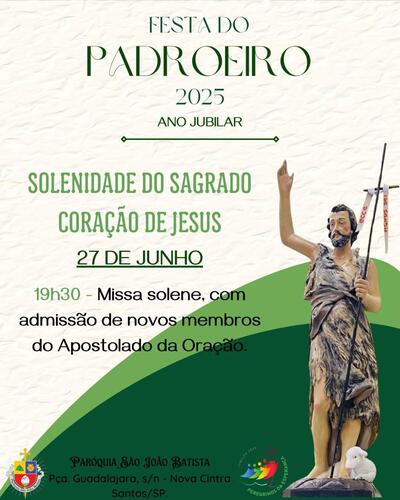 FESTA DO
PADROEIRO
2025
ANO JUBILAR
SOLENIDADE DO SAGRADO
CORAÇÃO DE JESUS
27 DE JUNHO
19h30 - Missa solene, com
admissão de novos membros
do Apostolado da Oração.
PARÓQUIA SÃO JOÃO BATISTA
Pça. Guadalajara, s/n - Nova Cintra
Santos/SP.
PEREGRINOS DA ESPERANÇA